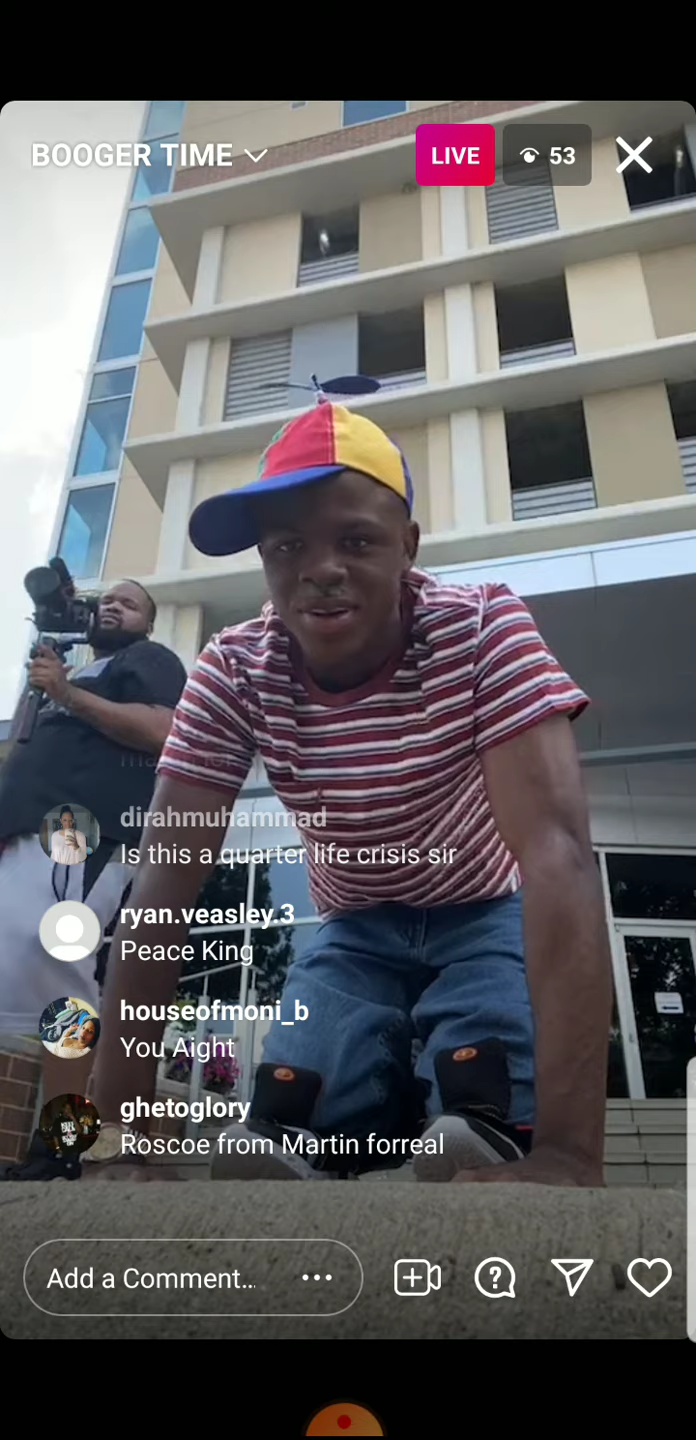 BOOGER TIME
LIVE
53
dirahmuhammad
Is this a quarter life crisis sir
ryan.veasley.3
Peace King
houseofmoni_b
You Aight
ghetoglory
Roscoe from Martin forreal
Add a Comment...